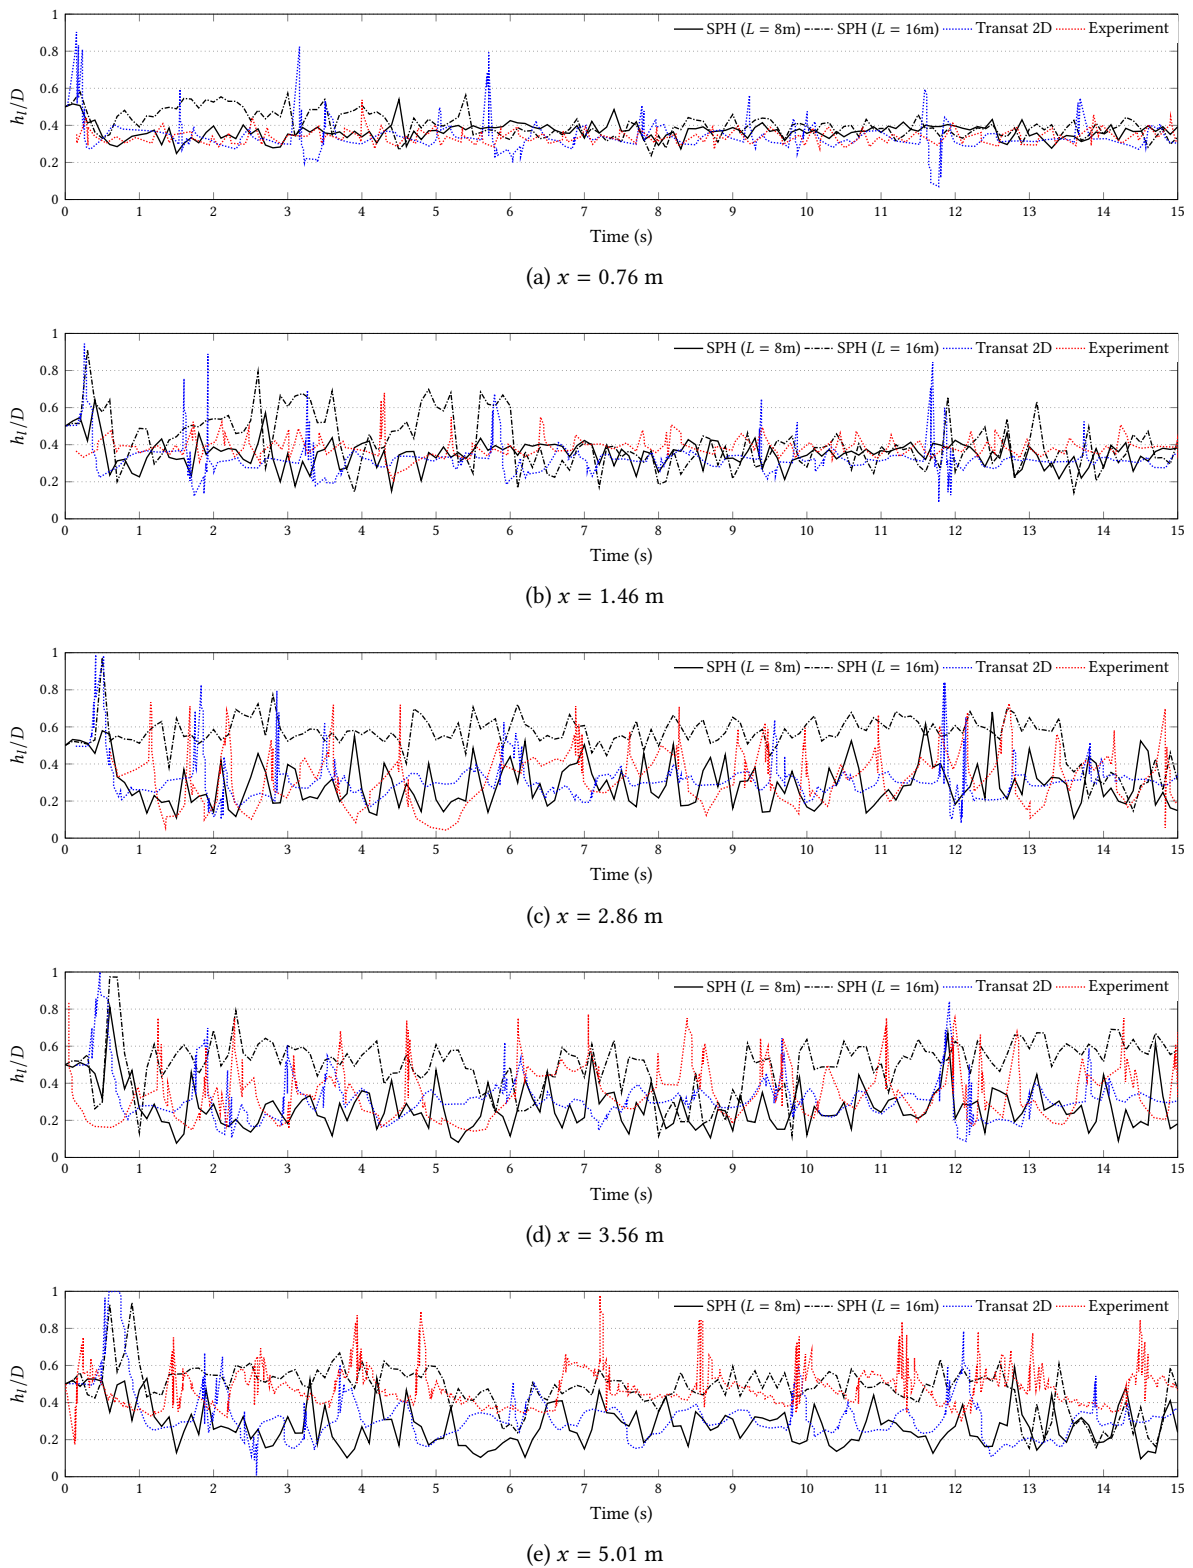 SPH (L = 8m) SPH (L = 16m) Transat 2D Experiment
1
0.8
0.6
0.4
0.2
0
h_l/D
0 1 2 3 4 5 6 7 8 9 10 11 12 13 14 15
Time (s)
(a) x = 0.76 m
SPH (L = 8m) SPH (L = 16m) Transat 2D Experiment
1
0.8
0.6
0.4
0.2
0
h_l/D
0 1 2 3 4 5 6 7 8 9 10 11 12 13 14 15
Time (s)
(b) x = 1.46 m
SPH (L = 8m) SPH (L = 16m) Transat 2D Experiment
1
0.8
0.6
0.4
0.2
0
h_l/D
0 1 2 3 4 5 6 7 8 9 10 11 12 13 14 15
Time (s)
(c) x = 2.86 m
SPH (L = 8m) SPH (L = 16m) Transat 2D Experiment
1
0.8
0.6
0.4
0.2
0
h_l/D
0 1 2 3 4 5 6 7 8 9 10 11 12 13 14 15
Time (s)
(d) x = 3.56 m
SPH (L = 8m) SPH (L = 16m) Transat 2D Experiment
1
0.8
0.6
0.4
0.2
0
h_l/D
0 1 2 3 4 5 6 7 8 9 10 11 12 13 14 15
Time (s)
(e) x = 5.01 m